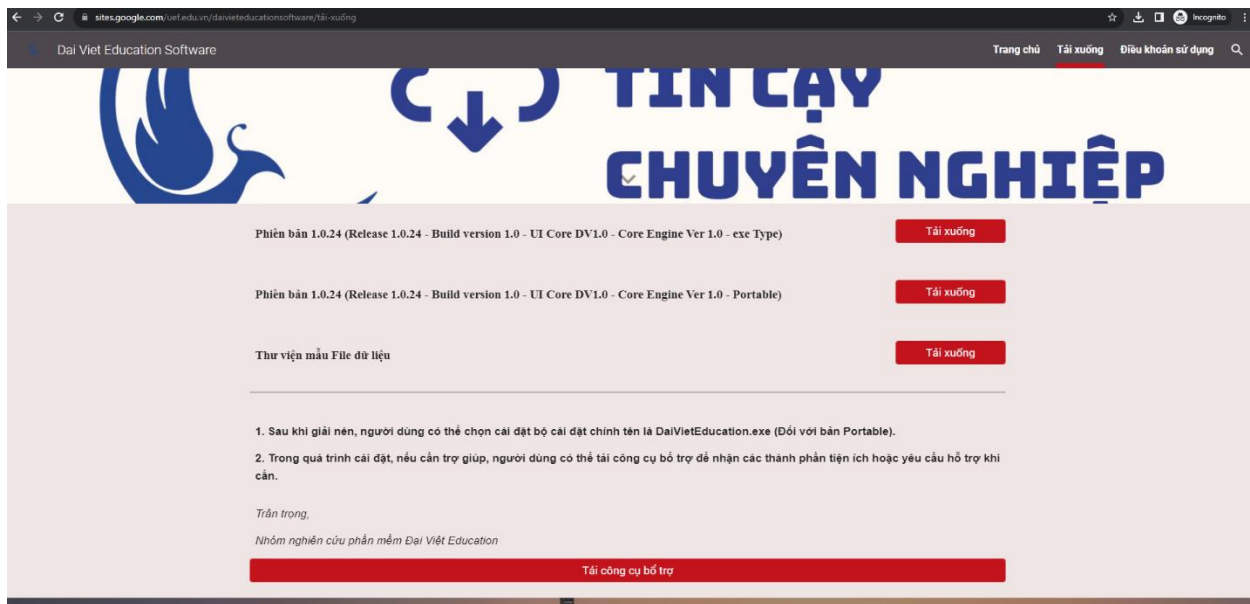 sites.google.com/uef.edu.vn/daivieteducationsoftware/tải-xuống
Incognito
Dai Viet Education Software
Trang chủ
Tải xuống
Điều khoản sử dụng
TIN CẬY
CHUYÊN NGHIỆP
Phiên bản 1.0.24 (Release 1.0.24 - Build version 1.0 - UI Core DV1.0 - Core Engine Ver 1.0 - exe Type)
Tải xuống
Phiên bản 1.0.24 (Release 1.0.24 - Build version 1.0 - UI Core DV1.0 - Core Engine Ver 1.0 - Portable)
Tải xuống
Thư viện mẫu File dữ liệu
Tải xuống
1. Sau khi giải nén, người dùng có thể chọn cài đặt bộ cài đặt chính tên là DaiVietEducation.exe (Đối với bản Portable).
2. Trong quá trình cài đặt, nếu cần trợ giúp, người dùng có thể tải công cụ bổ trợ để nhận các thành phần tiện ích hoặc yêu cầu hỗ trợ khi
cần.
Trân trọng,
Nhóm nghiên cứu phần mềm Đại Việt Education
Tải công cụ bổ trợ